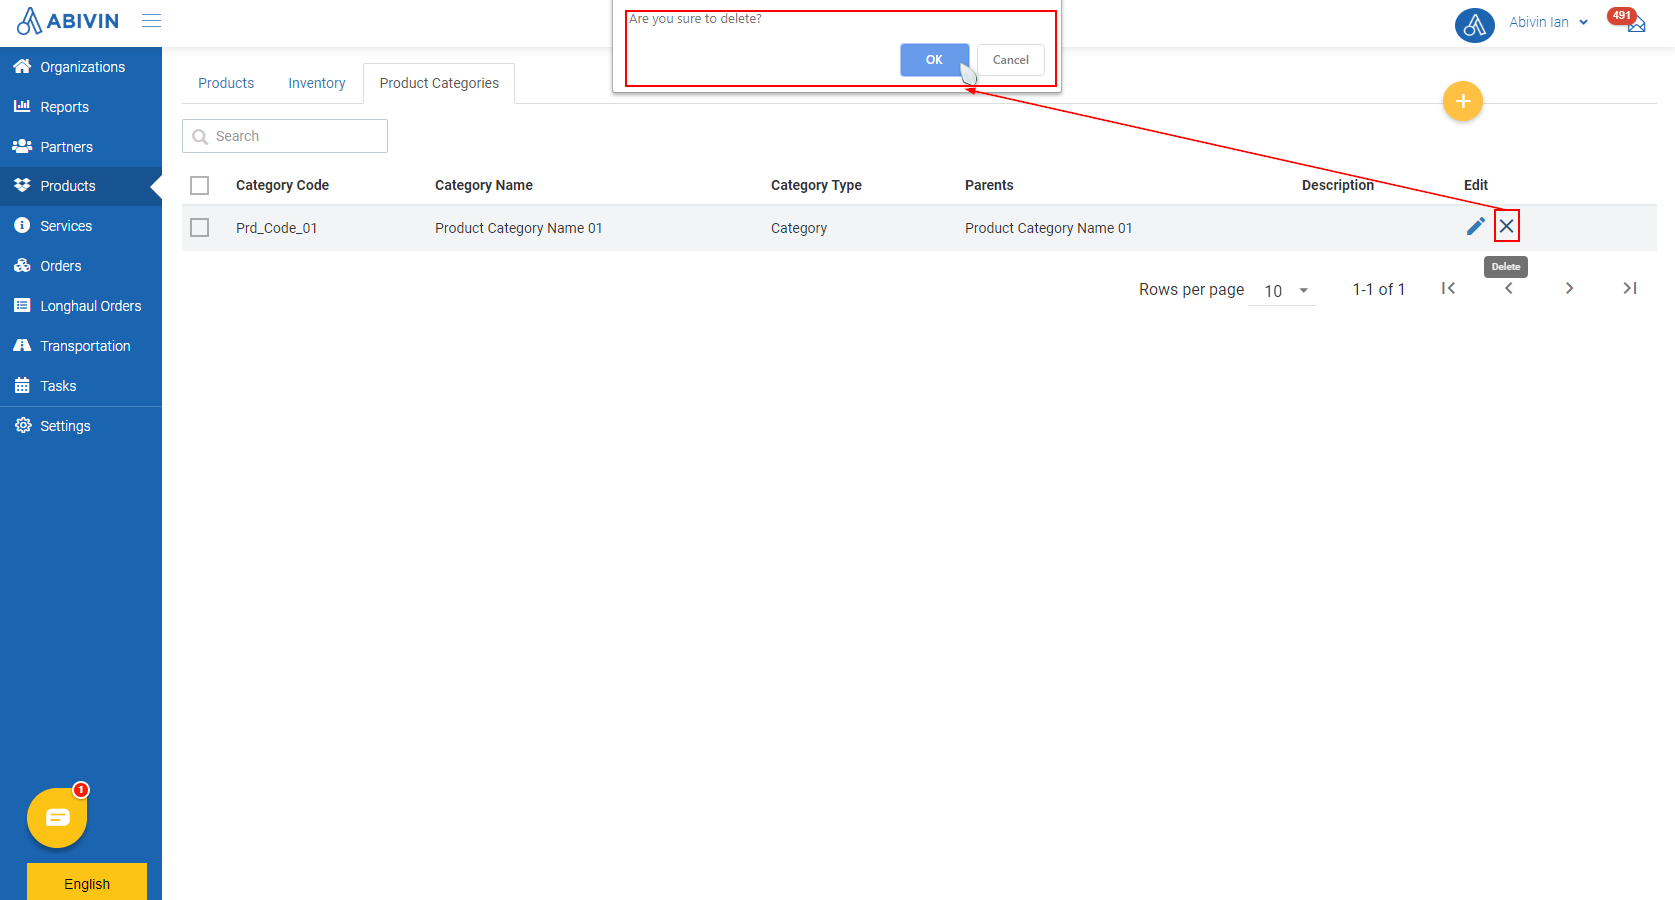 ABIVIN
Are you sure to delete?
OK
Cancel
Abivin Ian
491
Organizations
Reports
Partners
Products
Services
Orders
Longhaul Orders
Transportation
Tasks
Settings
Products Inventory Product Categories
+
Search
Category Code Category Name Category Type Parents Description Edit
Prd_Code_01 Product Category Name 01 Category Product Category Name 01
Delete
Rows per page 10 1-1 of 1
1
English